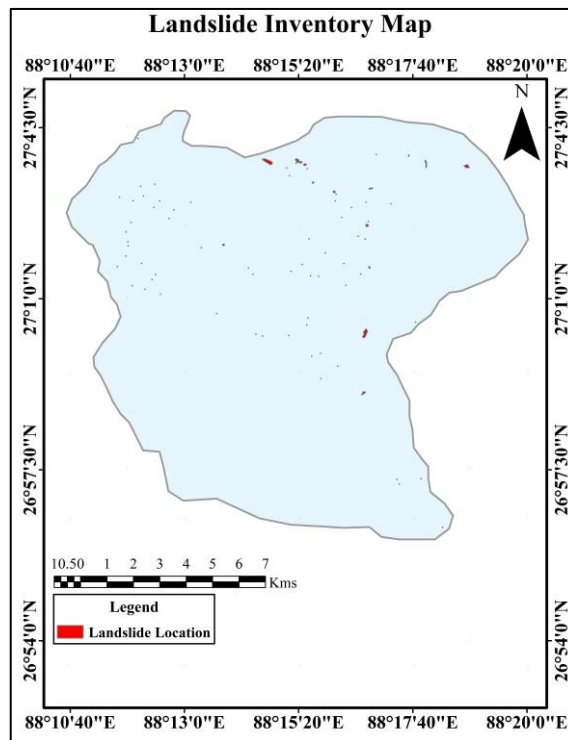 Landslide Inventory Map
88°10'40"E 88°13'0"E 88°15'20"E 88°17'40"E 88°20'0"E
N
27°4'30"N 27°4'30"N
27°1'0"N 27°1'0"N
26°57'30"N 26°57'30"N
10.50 1 2 3 4 5 6 7
Kms
Legend
Landslide Location
26°54'0"N 26°54'0"N
88°10'40"E 88°13'0"E 88°15'20"E 88°17'40"E 88°20'0"E